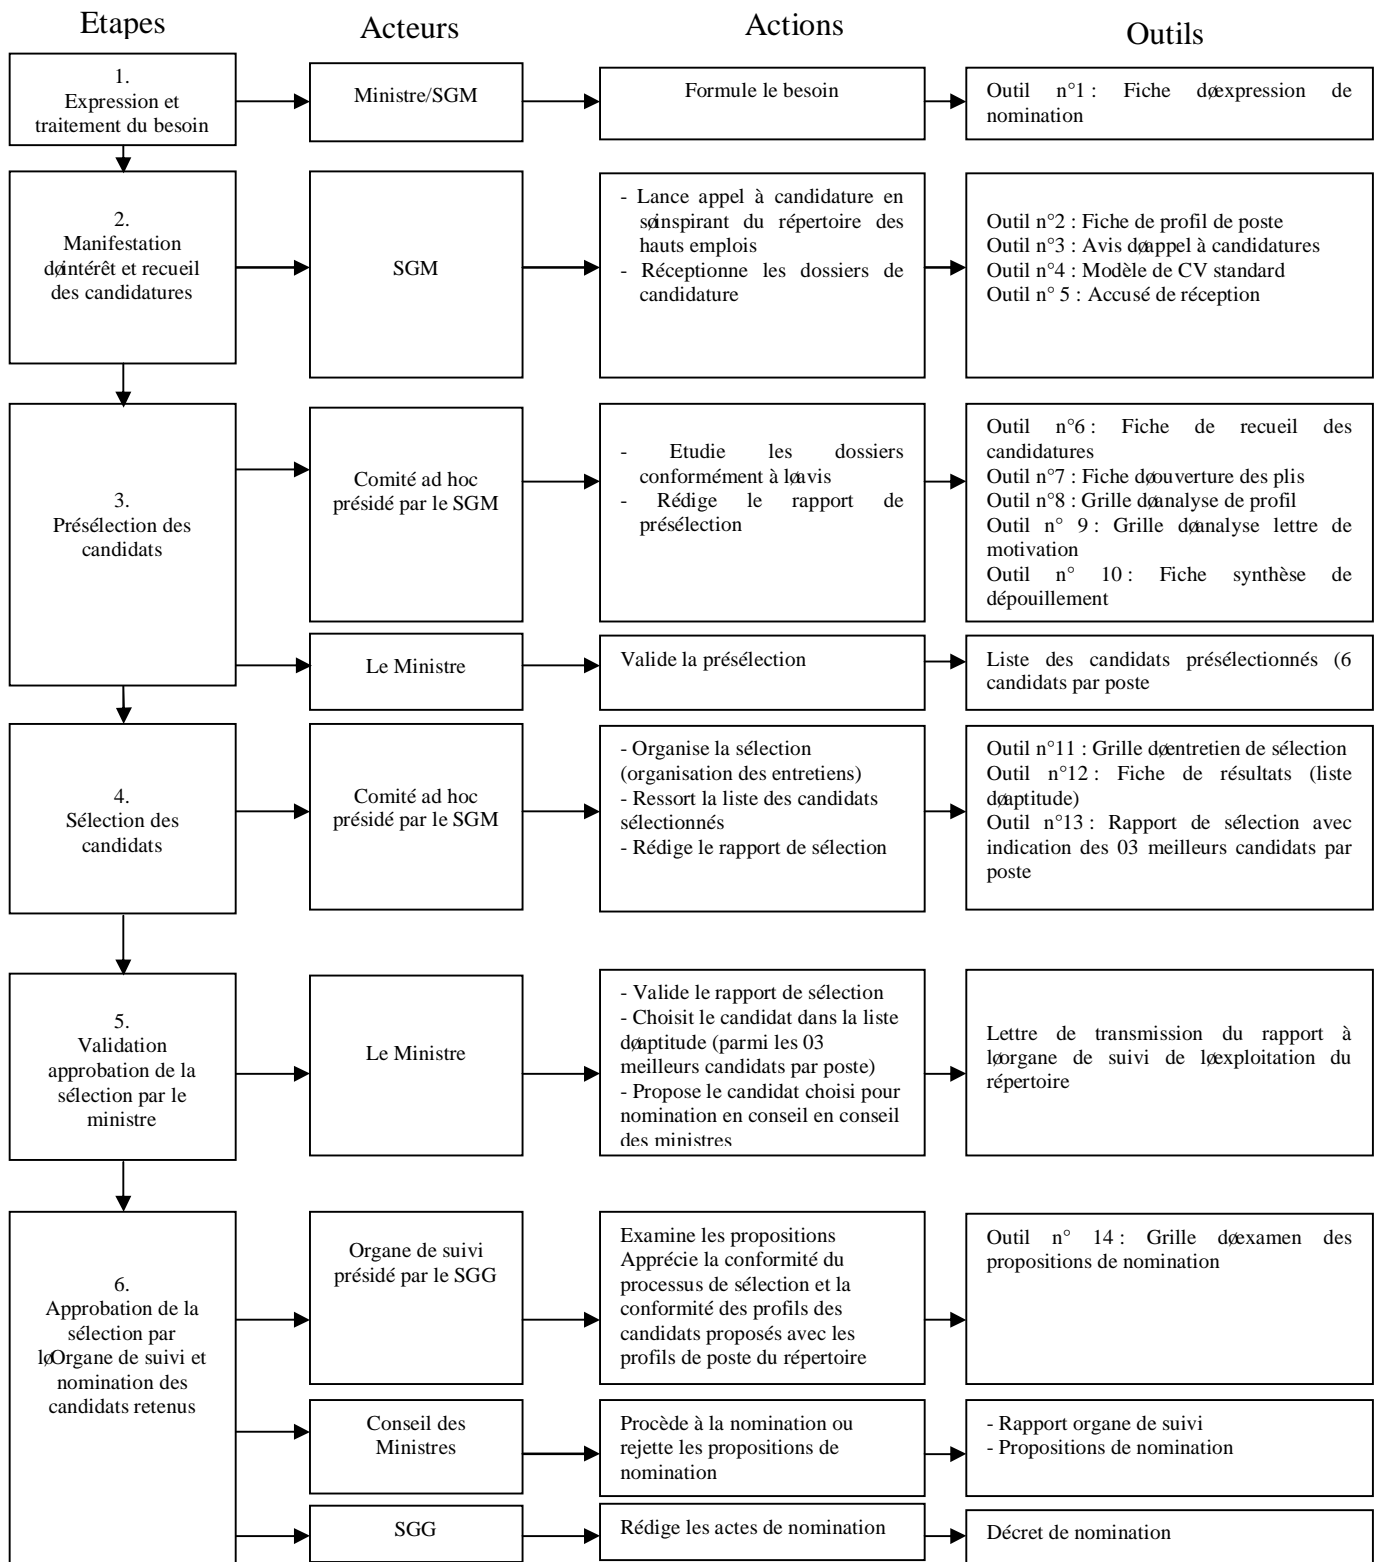 Etapes
Acteurs
Actions
Outils
1.
Expression et
traitement du besoin
Ministre/SGM
Formule le besoin
Outil n°1 : Fiche døexpression de
nomination
2.
Manifestation
døintérêt et recueil
des candidatures
SGM
- Lance appel à candidature en
søinspirant du répertoire des
hauts emplois
- Réceptionne les dossiers de
candidature
Outil n°2 : Fiche de profil de poste
Outil n°3 : Avis døappel à candidatures
Outil n°4 : Modèle de CV standard
Outil n° 5 : Accusé de réception
3.
Présélection des
candidats
Comité ad hoc
présidé par le SGM
- Etudie les dossiers
conformément à løavis
- Rédige le rapport de
présélection
Outil n°6 : Fiche de recueil des
candidatures
Outil n°7 : Fiche døouverture des plis
Outil n°8 : Grille døanalyse de profil
Outil n° 9 : Grille døanalyse lettre de
motivation
Outil n° 10 : Fiche synthèse de
dépouillement
Le Ministre
Valide la présélection
Liste des candidats présélectionnés (6
candidats par poste
4.
Sélection des
candidats
Comité ad hoc
présidé par le SGM
- Organise la sélection
(organisation des entretiens)
- Ressort la liste des candidats
sélectionnés
- Rédige le rapport de sélection
Outil n°11 : Grille døentretien de sélection
Outil n°12 : Fiche de résultats (liste
døaptitude)
Outil n°13 : Rapport de sélection avec
indication des 03 meilleurs candidats par
poste
5.
Validation
approbation de la
sélection par le
ministre
Le Ministre
- Valide le rapport de sélection
- Choisit le candidat dans la liste
døaptitude (parmi les 03
meilleurs candidats par poste)
- Propose le candidat choisi pour
nomination en conseil en conseil
des ministres
Lettre de transmission du rapport à
løorgane de suivi de løexploitation du
répertoire
6.
Approbation de la
sélection par
løOrgane de suivi et
nomination des
candidats retenus
Organe de suivi
présidé par le SGG
Examine les propositions
Apprécie la conformité du
processus de sélection et la
conformité des profils des
candidats proposés avec les
profils de poste du répertoire
Outil n° 14 : Grille døexamen des
propositions de nomination
Conseil des
Ministres
Procède à la nomination ou
rejette les propositions de
nomination
- Rapport organe de suivi
- Propositions de nomination
SGG
Rédige les actes de nomination
Décret de nomination